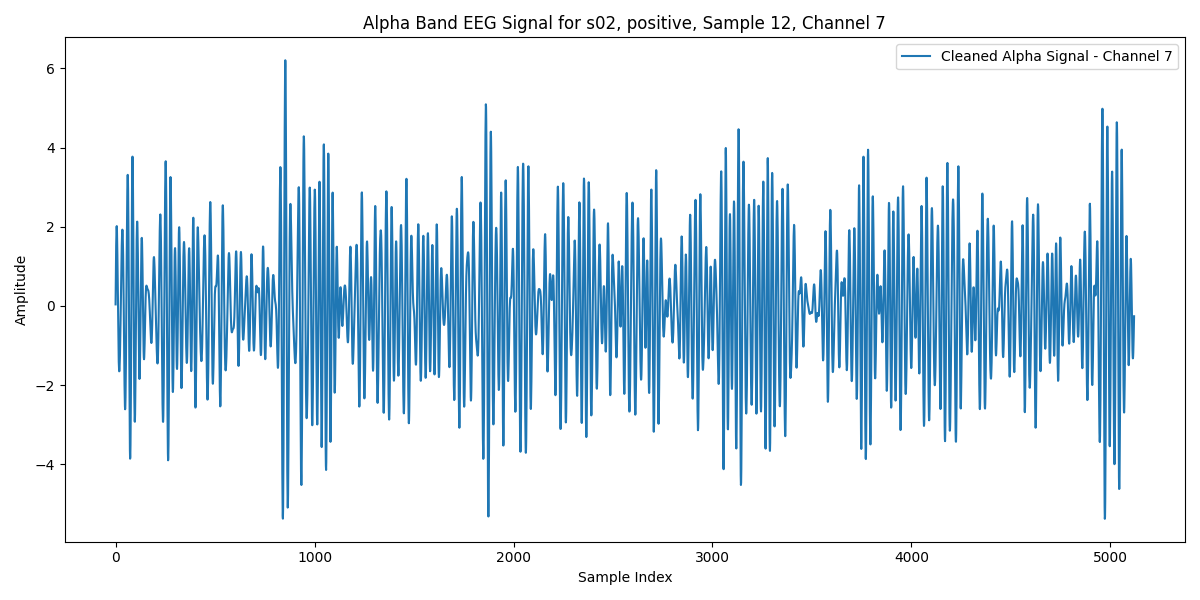 Alpha Band EEG Signal for s02, positive, Sample 12, Channel 7
Cleaned Alpha Signal - Channel 7
Amplitude
6
4
2
0
−2
−4
0 1000 2000 3000 4000 5000
Sample Index